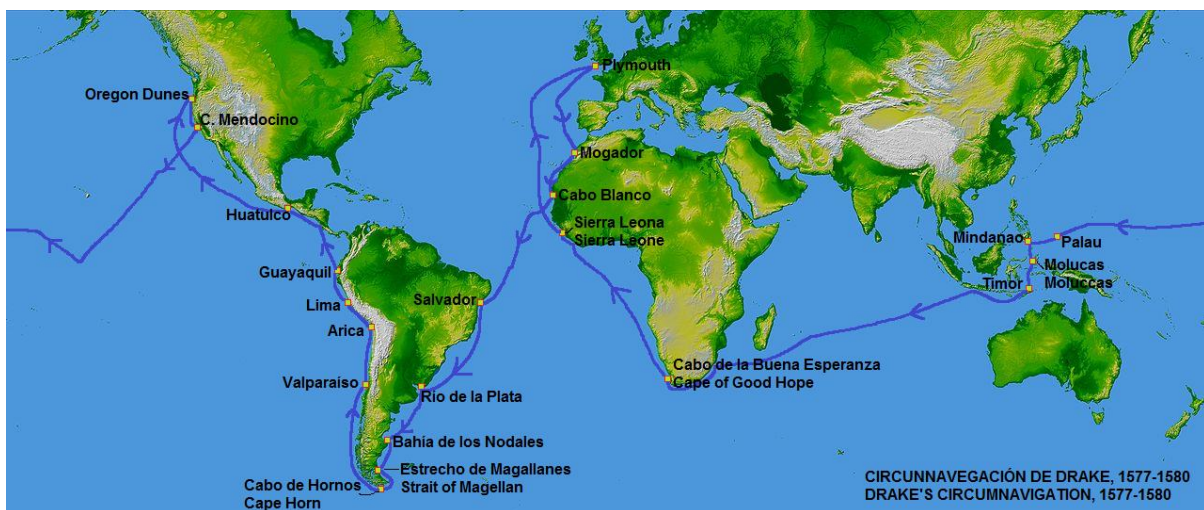 Plymouth
Oregon Dunes
C. Mendocino
Mogador
Cabo Blanco
Huatulco
Sierra Leona
Sierra Leone
Mindanao
Palau
Guayaquil
Molucas
Moluccas
Timor
Lima
Salvador
Arica
Cabo de la Buena Esperanza
Cape of Good Hope
Valparaíso
Río de la Plata
Bahía de los Nodales
Estrecho de Magallanes
Strait of Magellan
Cabo de Hornos
Cape Horn
CIRCUNNAVEGACIÓN DE DRAKE, 1577-1580
DRAKE'S CIRCUMNAVIGATION, 1577-1580